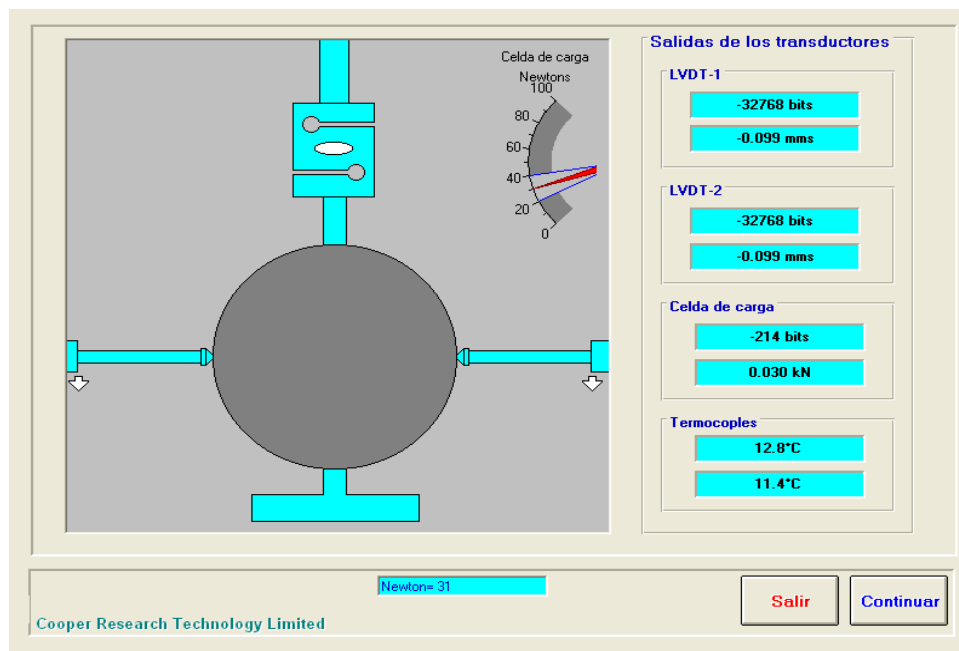 Celda de carga
Newtons
100
80
60
40
20
0
Salidas de los transductores
LVDT-1
-32768 bits
-0.099 mms
LVDT-2
-32768 bits
-0.099 mms
Celda de carga
-214 bits
0.030 kN
Termocoples
12.8°C
11.4°C
Newton= 31
Salir
Continuar
Cooper Research Technology Limited